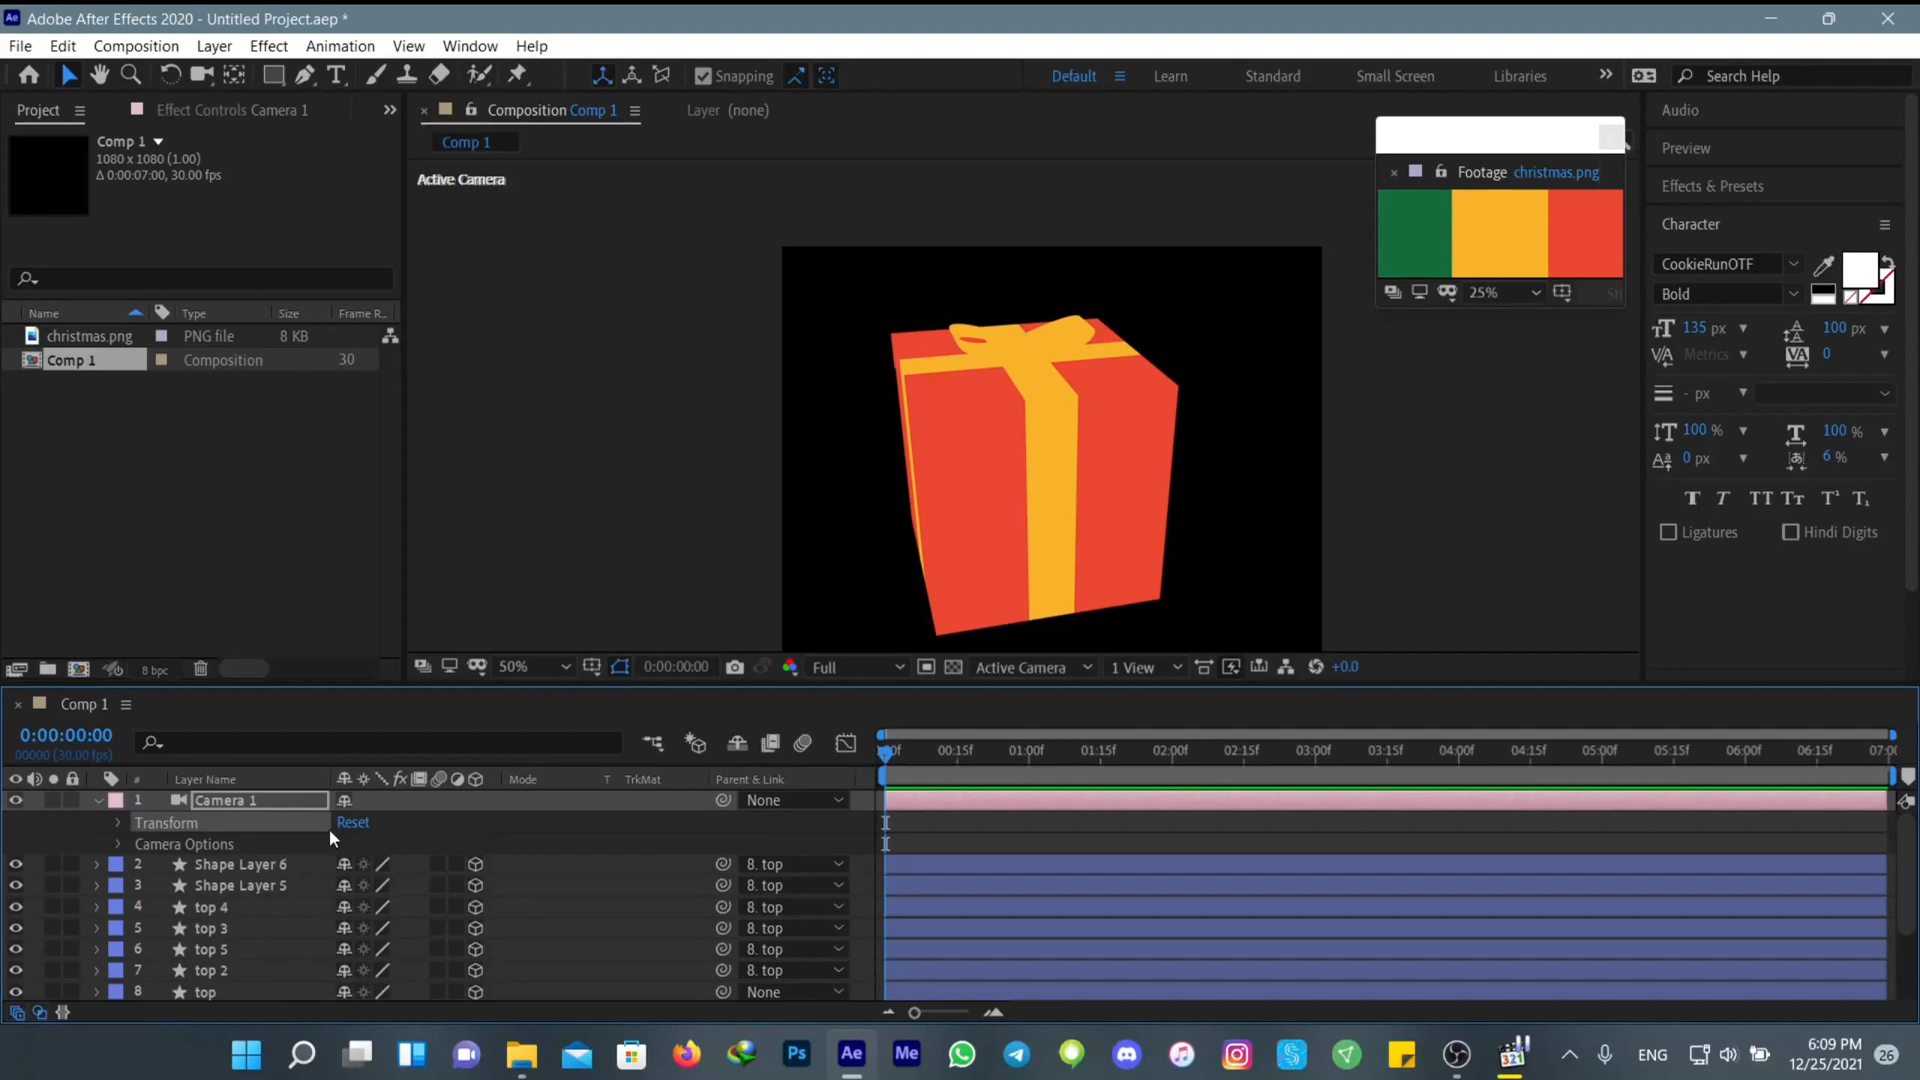 Adobe After Effects 2020 - Untitled Project.aep *
File Edit Composition Layer Effect Animation View Window Help
Snapping Default Learn Standard Small Screen Libraries Search Help
Project Effect Controls Camera 1
Comp 1
1080 x 1080 (1.00)
Δ 0:00:07:00, 30.00 fps
Name Type Size Frame R...
christmas.png PNG file 8 KB
Comp 1 Composition 30
8 bpc
Composition Comp 1 Layer (none)
Comp 1
Active Camera
Footage christmas.png
25%
50% 0:00:00:00 Full Active Camera 1 View +0.0
Audio
Preview
Effects & Presets
Character
CookieRunOTF
Bold
135 px 100 px
Metrics 0
- px
100 % 100 %
0 px 6 %
Ligatures Hindi Digits
Comp 1
0:00:00:00
00000 (30.00 fps)
00:15f 01:00f 01:15f 02:00f 02:15f 03:00f 03:15f 04:00f 04:15f 05:00f 05:15f 06:00f 06:15f
# Layer Name Mode T TrkMat Parent & Link
1 Camera 1 None
Transform Reset
Camera Options
2 Shape Layer 6 8. top
3 Shape Layer 5 8. top
4 top 4 8. top
5 top 3 8. top
6 top 5 8. top
7 top 2 8. top
8 top None
Ps Ae Me 321 ENG 6:09 PM
12/25/2021 26